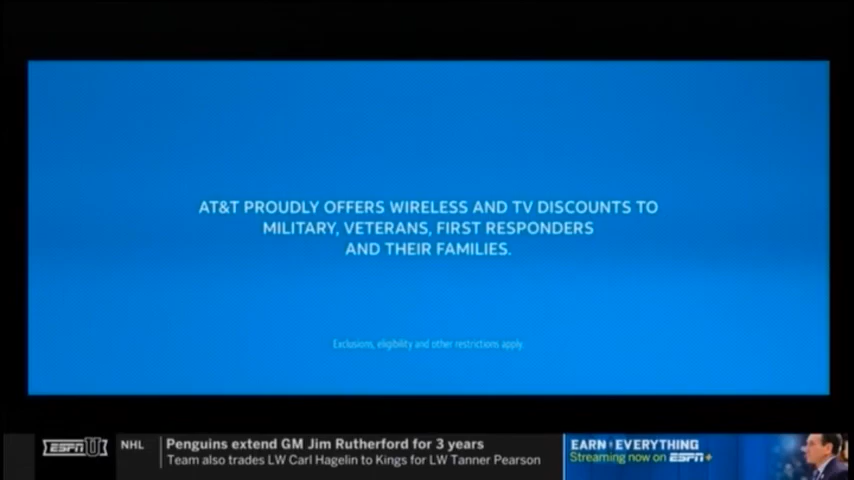 AT&T PROUDLY OFFERS WIRELESS AND TV DISCOUNTS TO
MILITARY, VETERANS, FIRST RESPONDERS
AND THEIR FAMILIES.
Exclusions, eligibility and other restrictions apply.
ESPNU
NHL
Penguins extend GM Jim Rutherford for 3 years
Team also trades LW Carl Hagelin to Kings for LW Tanner Pearson
EARN EVERYTHING
Streaming now on ESPN+